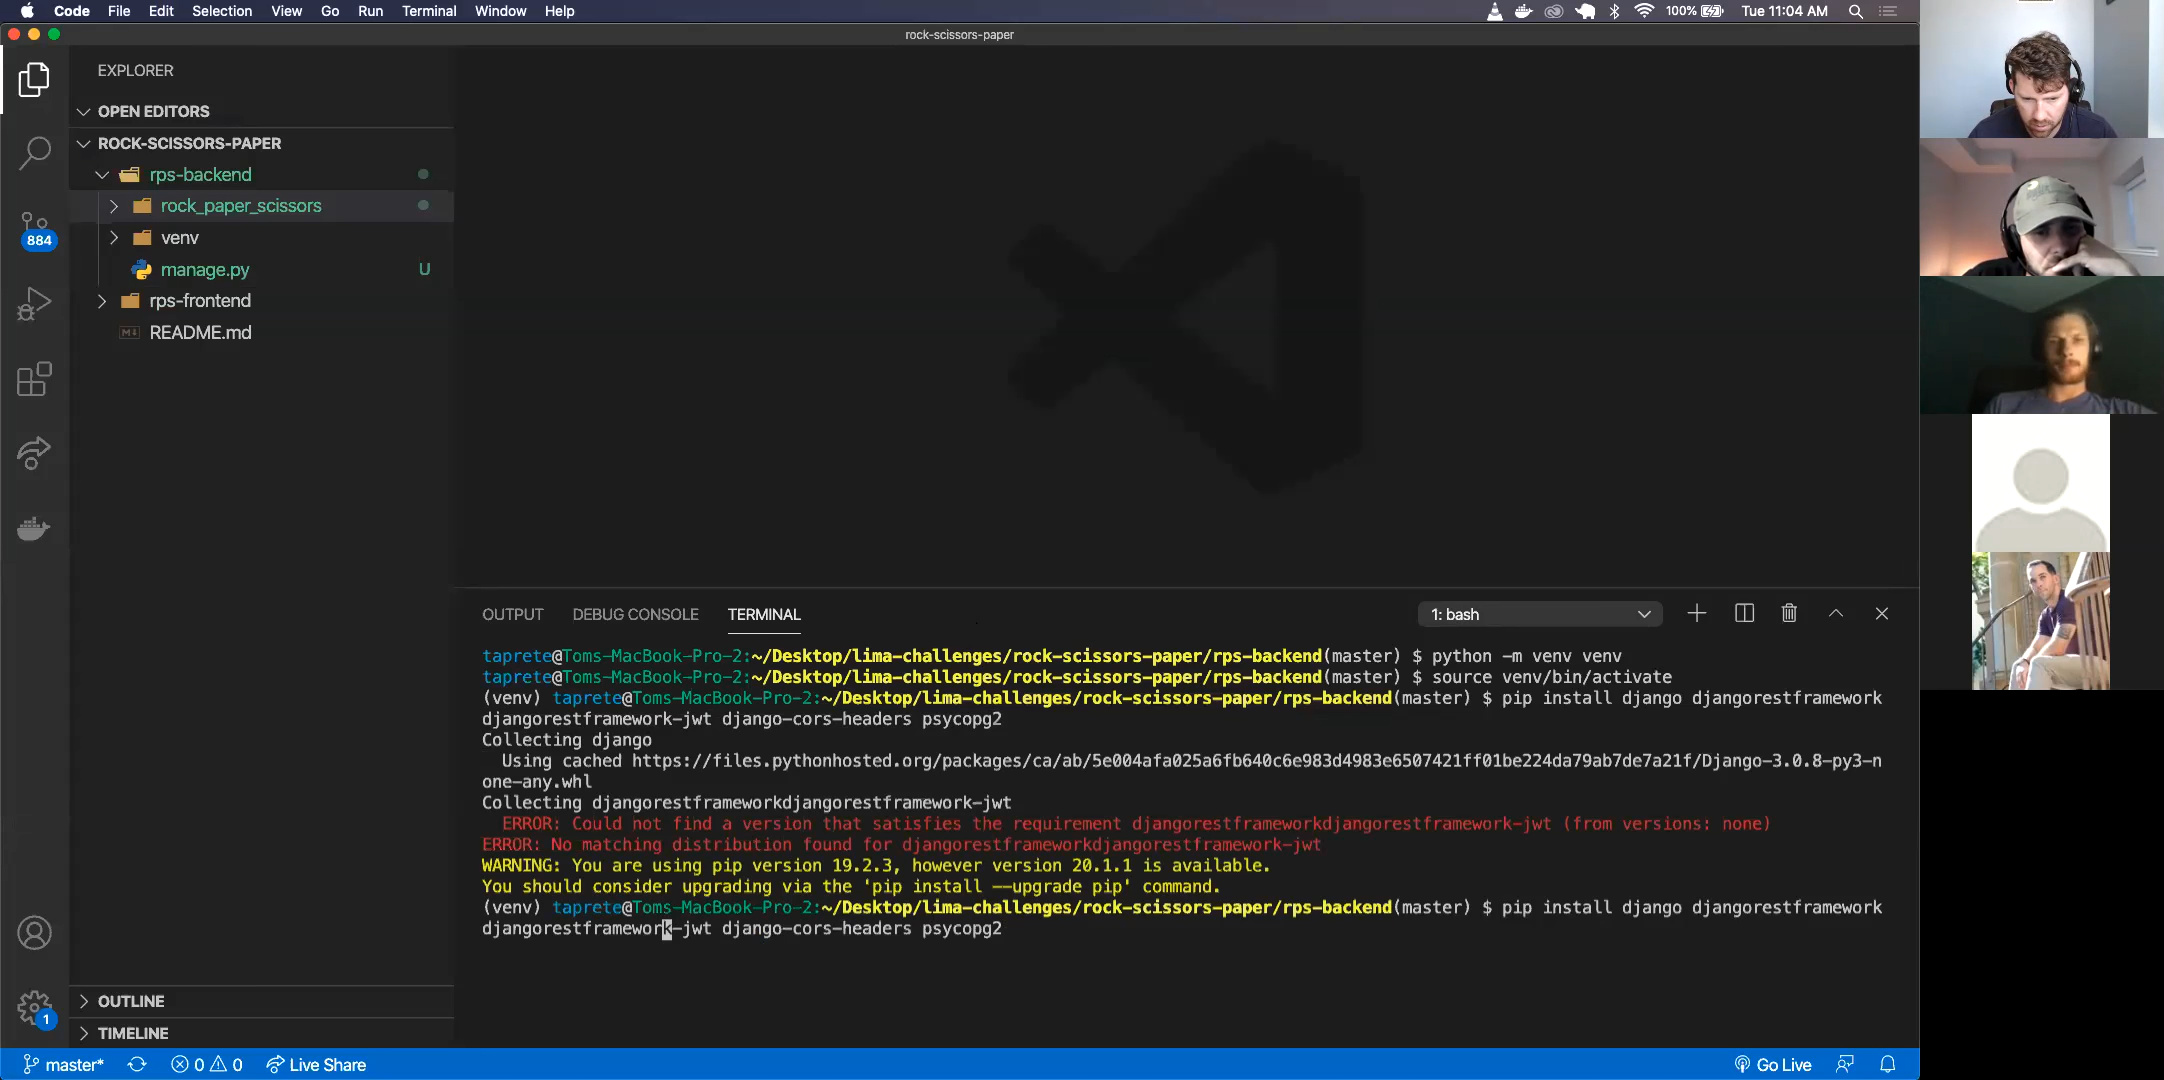 Code File Edit Selection View Go Run Terminal Window Help
100% Tue 11:04 AM
rock-scissors-paper
EXPLORER
OPEN EDITORS
ROCK-SCISSORS-PAPER
rps-backend
rock_paper_scissors
884
venv
manage.py U
rps-frontend
README.md
OUTPUT DEBUG CONSOLE TERMINAL 1: bash
taprete@Toms-MacBook-Pro-2:~/Desktop/lima-challenges/rock-scissors-paper/rps-backend(master) $ python -m venv venv
taprete@Toms-MacBook-Pro-2:~/Desktop/lima-challenges/rock-scissors-paper/rps-backend(master) $ source venv/bin/activate
(venv) taprete@Toms-MacBook-Pro-2:~/Desktop/lima-challenges/rock-scissors-paper/rps-backend(master) $ pip install django djangorestframework
djangorestframework-jwt django-cors-headers psycopg2
Collecting django
Using cached https://files.pythonhosted.org/packages/ca/ab/5e004afa025a6fb640c6e983d4983e6507421ff01be224da79ab7de7a21f/Django-3.0.8-py3-n
one-any.whl
Collecting djangorestframeworkdjangorestframework-jwt
ERROR: Could not find a version that satisfies the requirement djangorestframeworkdjangorestframework-jwt (from versions: none)
ERROR: No matching distribution found for djangorestframeworkdjangorestframework-jwt
WARNING: You are using pip version 19.2.3, however version 20.1.1 is available.
You should consider upgrading via the 'pip install --upgrade pip' command.
(venv) taprete@Toms-MacBook-Pro-2:~/Desktop/lima-challenges/rock-scissors-paper/rps-backend(master) $ pip install django djangorestframework
djangorestframework-jwt django-cors-headers psycopg2
OUTLINE
1
TIMELINE
master* 0 0 Live Share Go Live